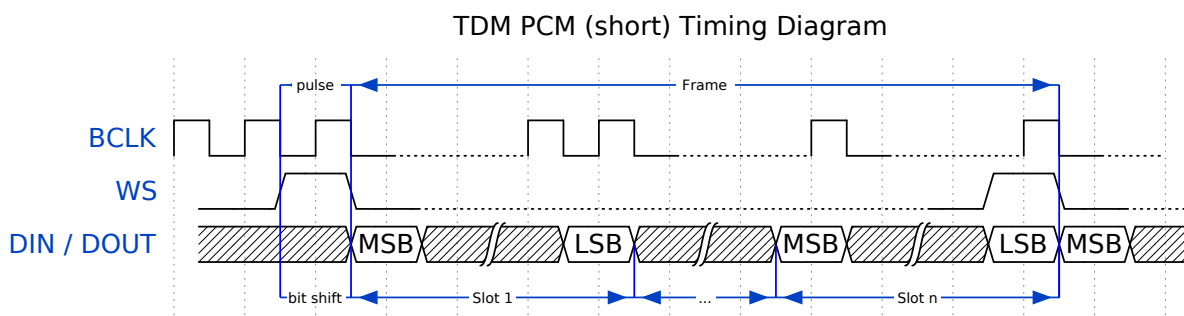 TDM PCM (short) Timing Diagram
pulse
Frame
BCLK
WS
DIN / DOUT
MSB
LSB
MSB
LSB
MSB
bit shift
Slot 1
...
Slot n